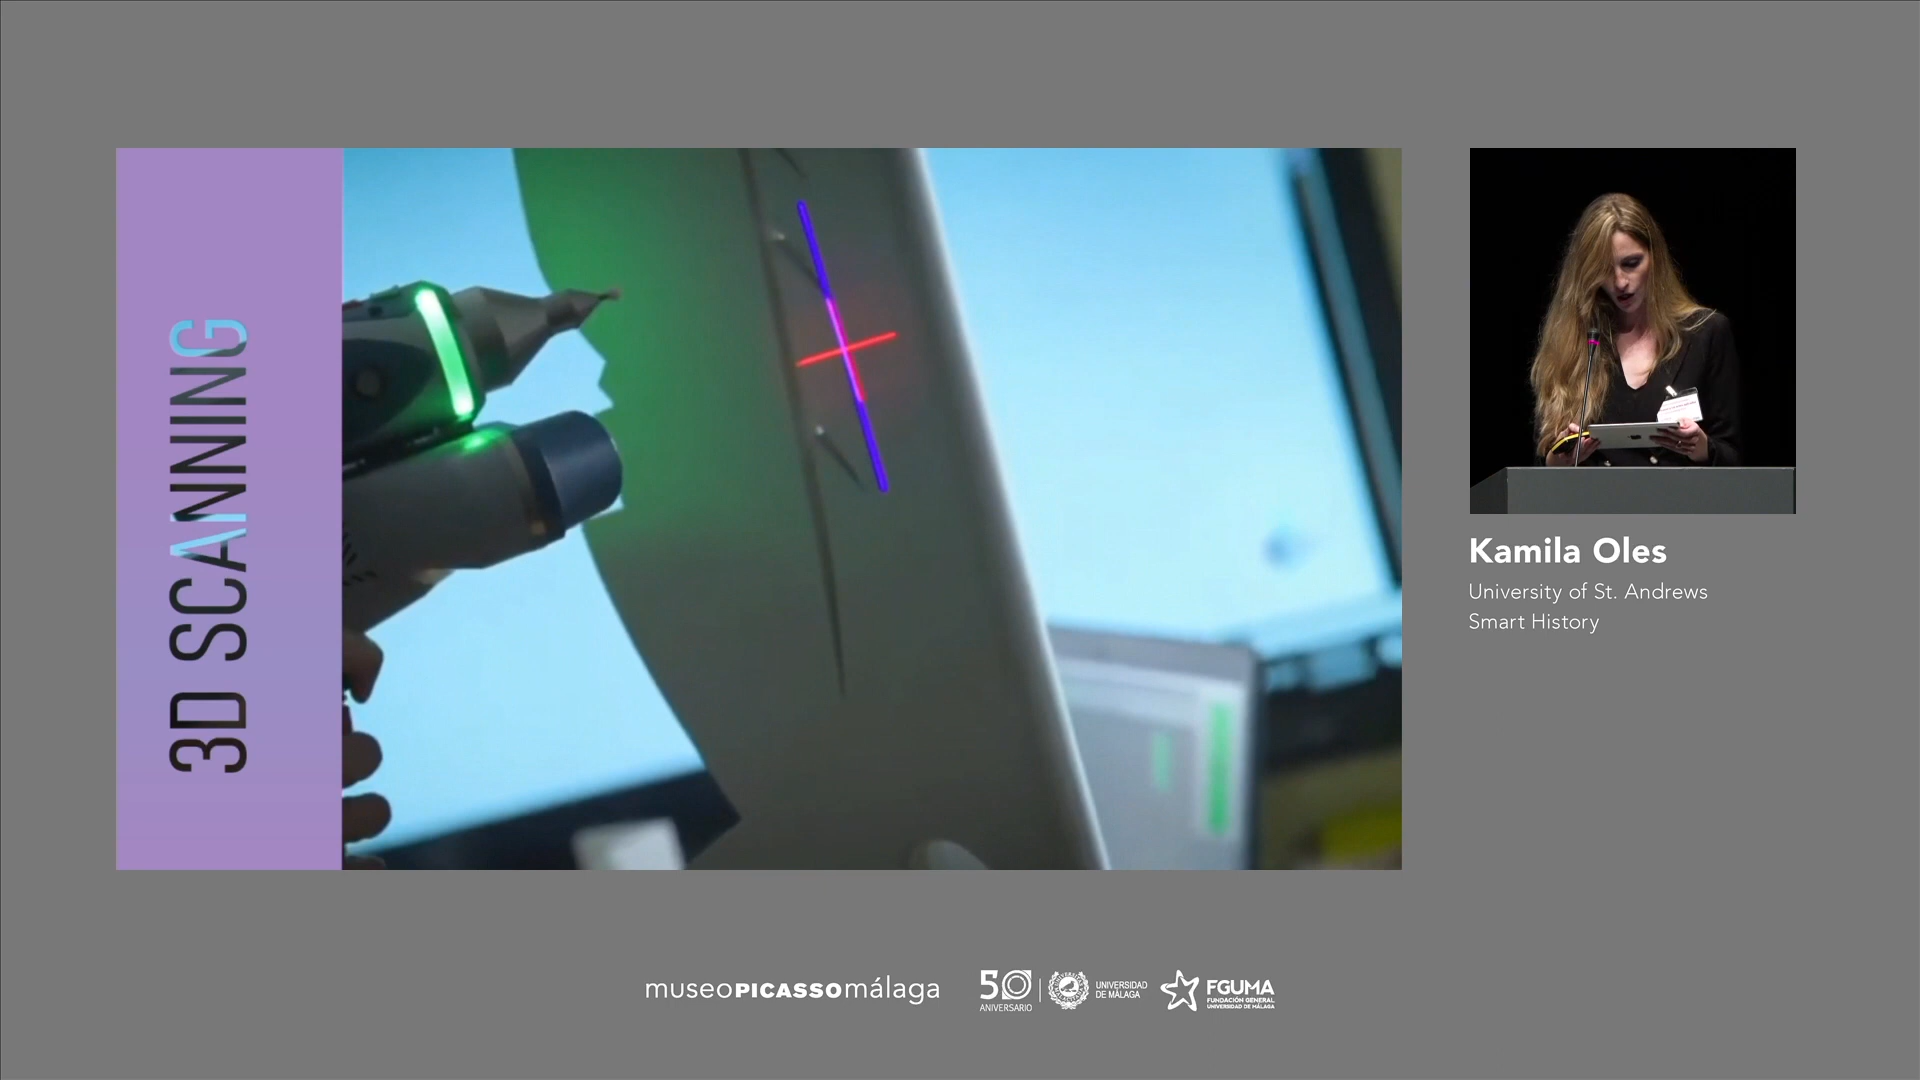 3D SCANNING
Kamila Oles
University of St. Andrews
Smart History
museoPICASSOmálaga
50
ANIVERSARIO
UNIVERSIDAD
DE MÁLAGA
FGUMA
FUNDACIÓN GENERAL
UNIVERSIDAD DE MÁLAGA